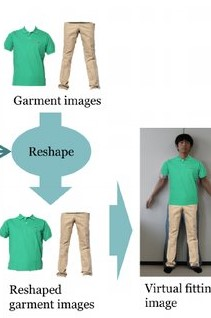 Garment images
Reshape
Reshaped
garment images
Virtual fittin
image